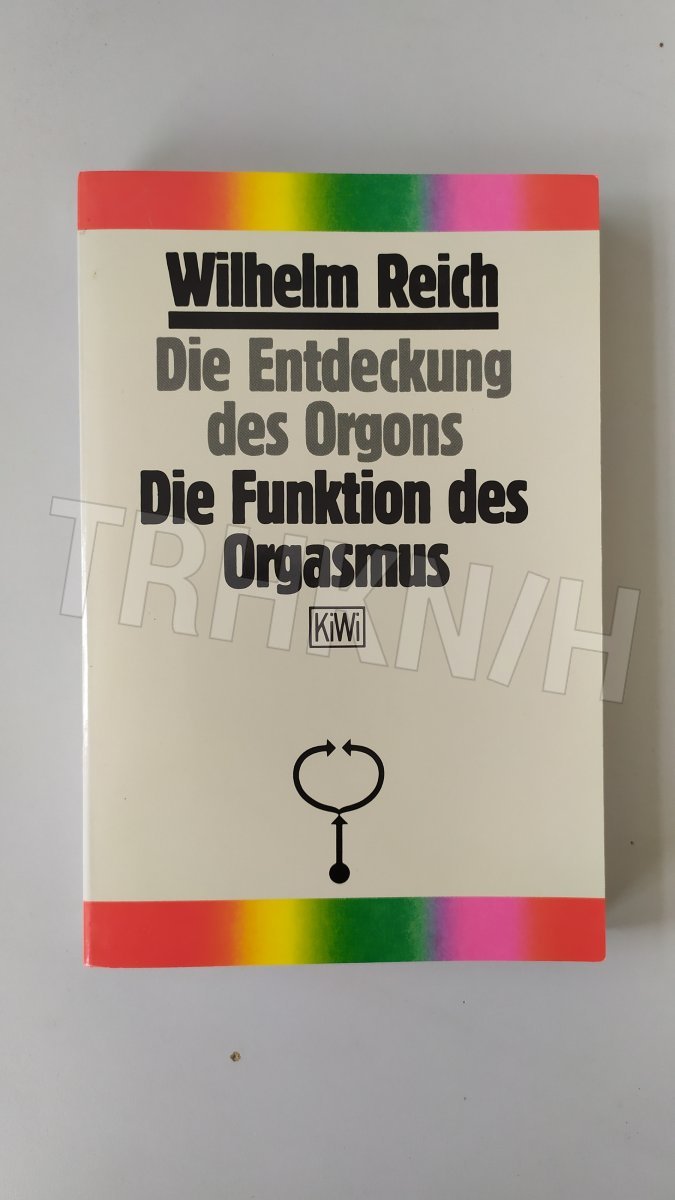 Wilhelm Reich
Die Entdeckung
des Orgons
Die Funktion des
Orgasmus
TRHKN/H
KiWi